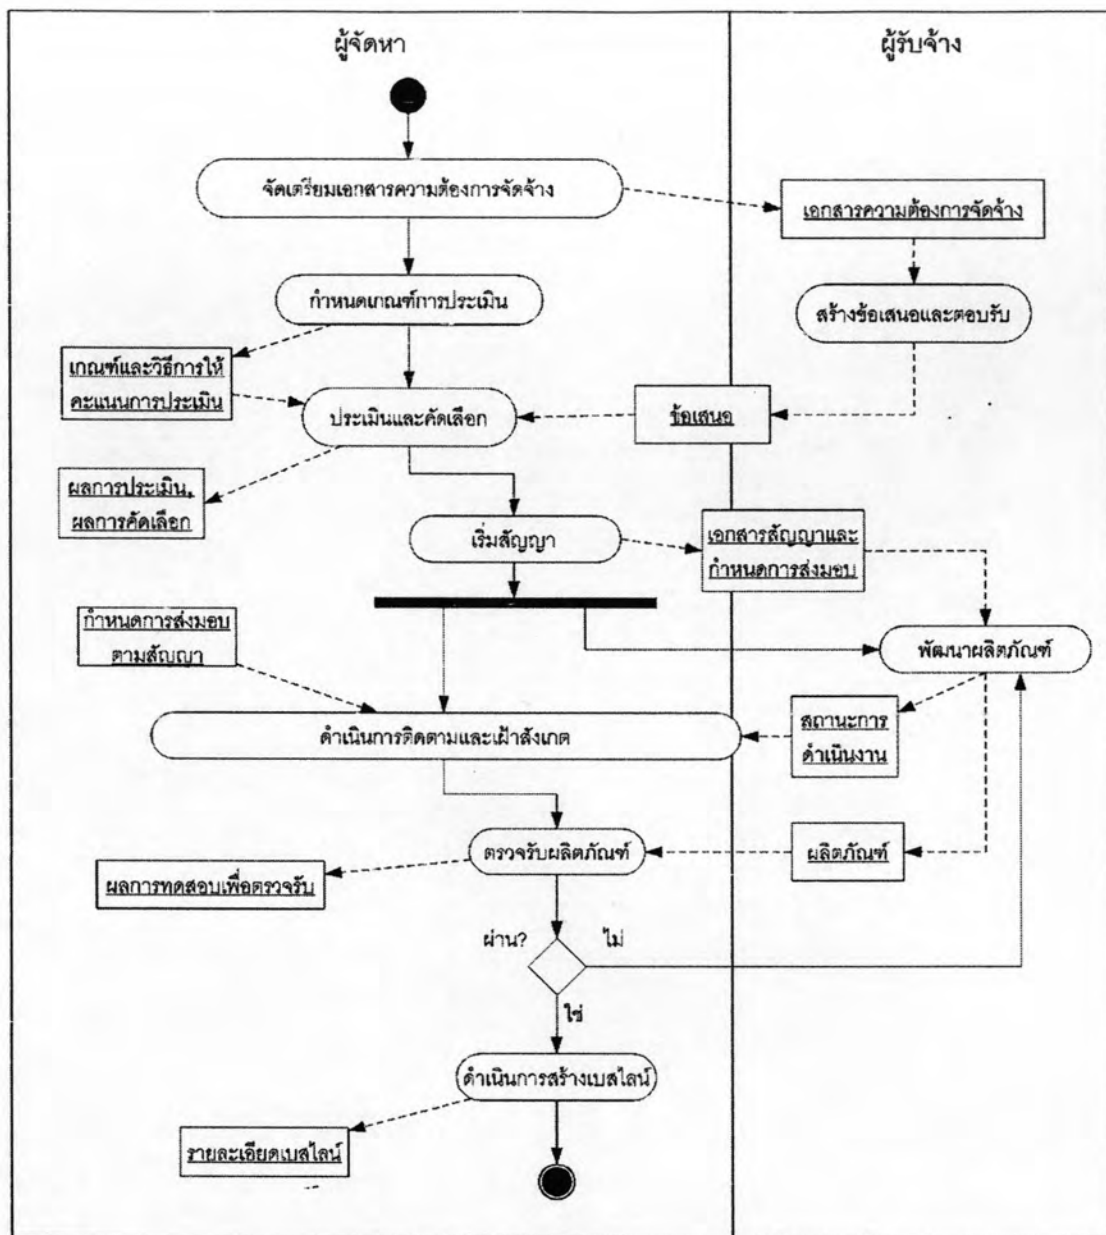 ผู้จัดหา
ผู้รับจ้าง
จัดเตรียมเอกสารความต้องการจัดจ้าง
เอกสารความต้องการจัดจ้าง
กำหนดเกณฑ์การประเมิน
สร้างข้อเสนอและตอบรับ
เกณฑ์และวิธีการให้
คะแนนการประเมิน
ประเมินและคัดเลือก
ข้อเสนอ
ผลการประเมิน,
ผลการคัดเลือก
เริ่มสัญญา
เอกสารสัญญาและ
กำหนดการส่งมอบ
กำหนดการส่งมอบ
ตามสัญญา
พัฒนาผลิตภัณฑ์
ดำเนินการติดตามและเฝ้าสังเกต
สถานะการ
ดำเนินงาน
ตรวจรับผลิตภัณฑ์
ผลิตภัณฑ์
ผลการทดสอบเพื่อตรวจรับ
ผ่าน?
ไม่
ใช่
ดำเนินการสร้างเบสไลน์
รายละเอียดเบสไลน์